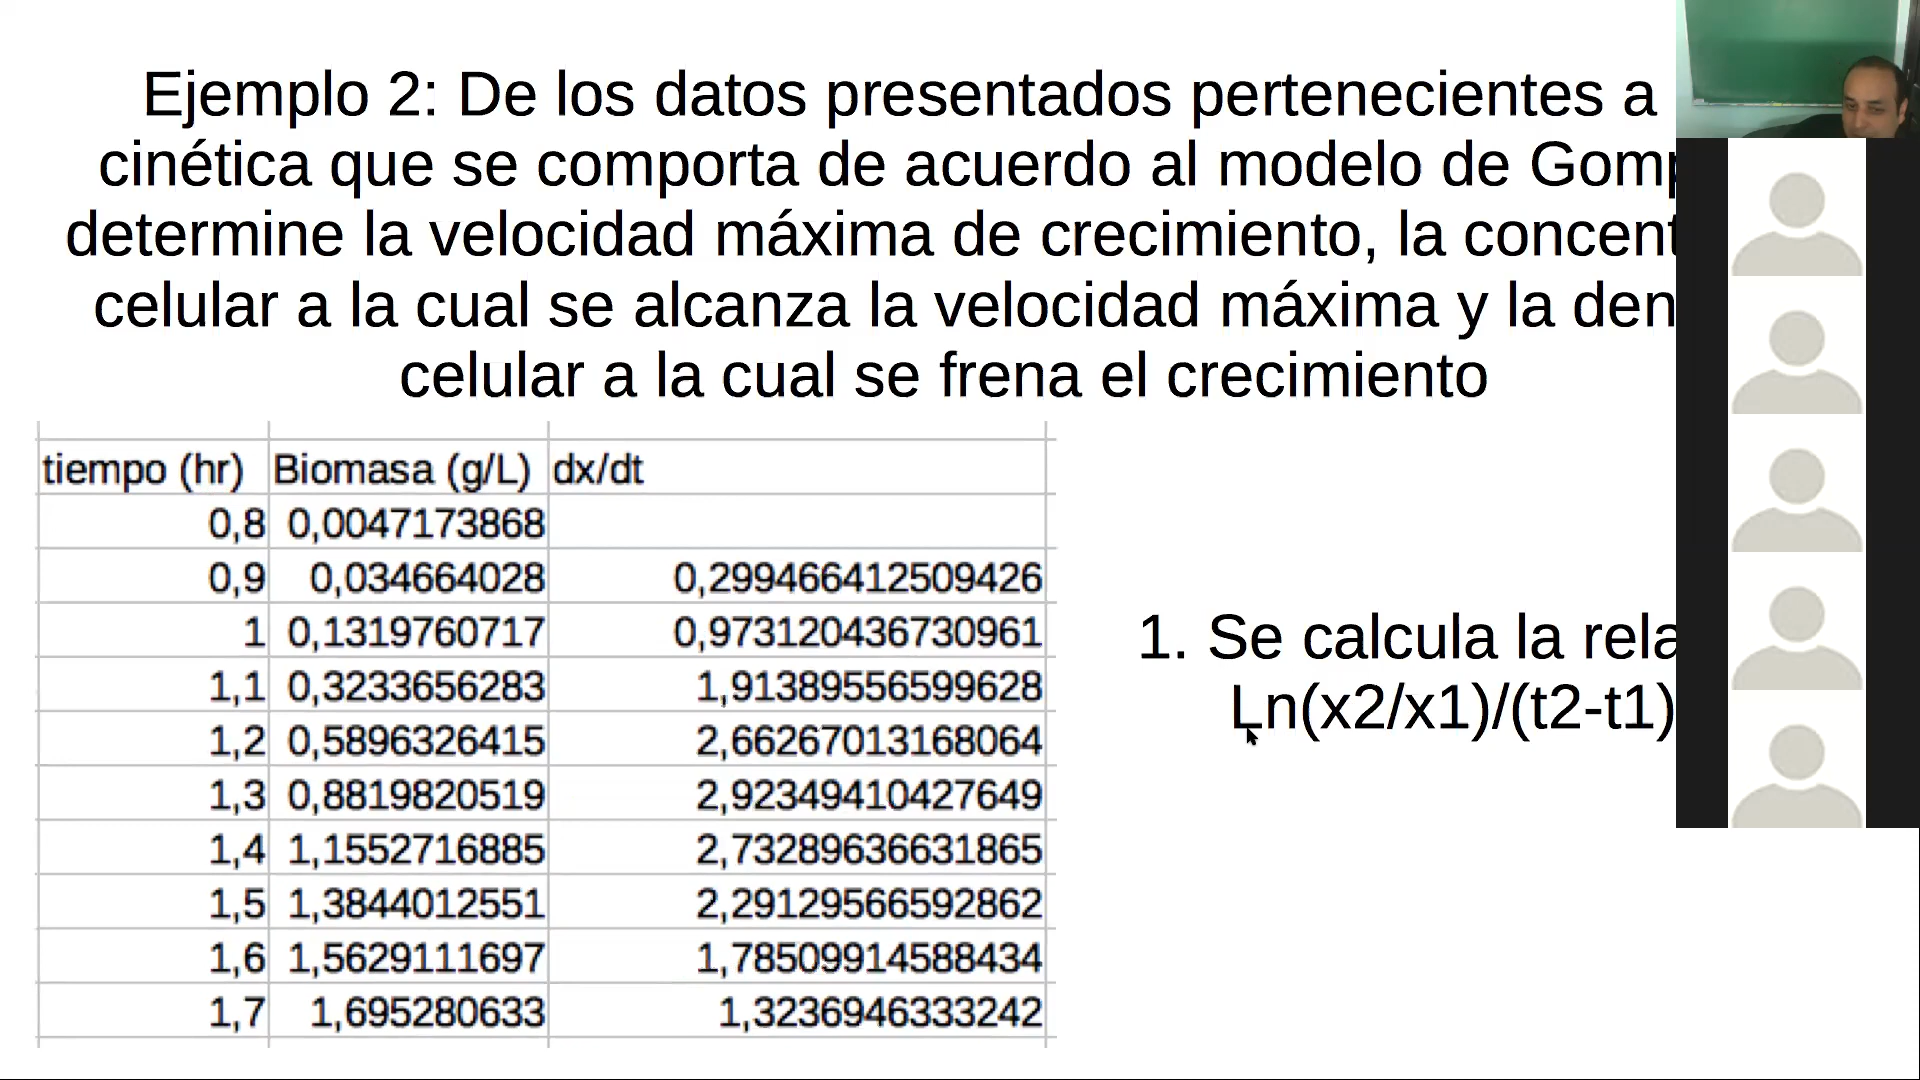 Ejemplo 2: De los datos presentados pertenecientes a
cinética que se comporta de acuerdo al modelo de
determine la velocidad máxima de crecimiento, la
celular a la cual se alcanza la velocidad máxima y la
celular a la cual se frena el crecimiento
tiempo (hr) Biomasa (g/L) dx/dt
0,8 0,0047173868
0,9 0,034664028 0,299466412509426
1 0,1319760717 0,973120436730961
1,1 0,3233656283 1,91389556599628
1,2 0,5896326415 2,66267013168064
1,3 0,8819820519 2,92349410427649
1,4 1,1552716885 2,73289636631865
1,5 1,3844012551 2,29129566592862
1,6 1,5629111697 1,78509914588434
1,7 1,695280633 1,3236946333242
1. Se calcula la
Ln(x2/x1)/(t2-t1)